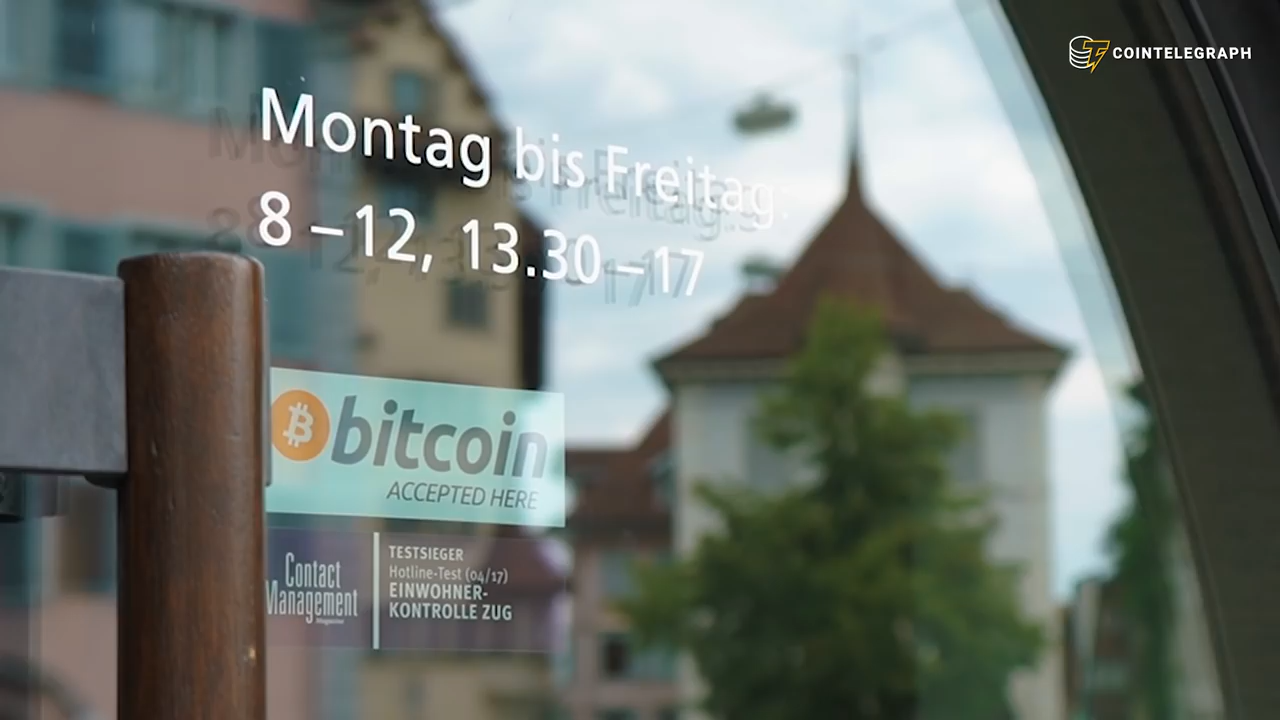 COINTELEGRAPH
Montag bis Freitag:
8 – 12, 13.30 – 17
bitcoin
ACCEPTED HERE
Contact
Management
Magazine
TESTSIEGER
Hotline-Test (04/17)
EINWOHNER-
KONTROLLE ZUG